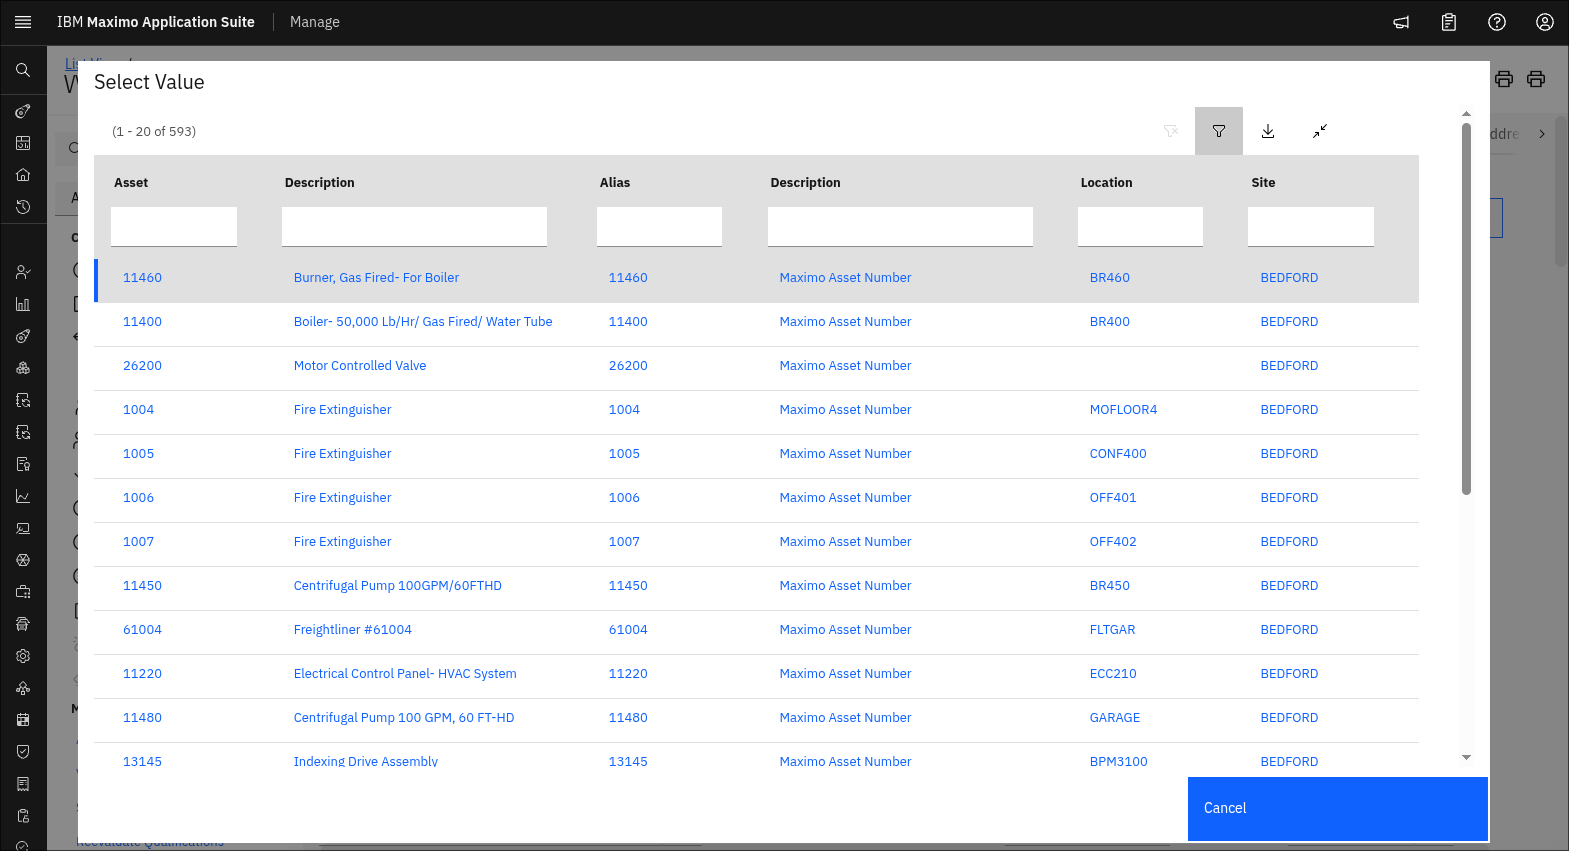 IBM Maximo Application Suite Manage
List View /
Select Value
(1 - 20 of 593)
Asset Description Alias Description Location Site
11460 Burner, Gas Fired- For Boiler 11460 Maximo Asset Number BR460 BEDFORD
11400 Boiler- 50,000 Lb/Hr/ Gas Fired/ Water Tube 11400 Maximo Asset Number BR400 BEDFORD
26200 Motor Controlled Valve 26200 Maximo Asset Number BEDFORD
1004 Fire Extinguisher 1004 Maximo Asset Number MOFLOOR4 BEDFORD
1005 Fire Extinguisher 1005 Maximo Asset Number CONF400 BEDFORD
1006 Fire Extinguisher 1006 Maximo Asset Number OFF401 BEDFORD
1007 Fire Extinguisher 1007 Maximo Asset Number OFF402 BEDFORD
11450 Centrifugal Pump 100GPM/60FTHD 11450 Maximo Asset Number BR450 BEDFORD
61004 Freightliner #61004 61004 Maximo Asset Number FLTGAR BEDFORD
11220 Electrical Control Panel- HVAC System 11220 Maximo Asset Number ECC210 BEDFORD
11480 Centrifugal Pump 100 GPM, 60 FT-HD 11480 Maximo Asset Number GARAGE BEDFORD
13145 Indexing Drive Assembly 13145 Maximo Asset Number BPM3100 BEDFORD
Cancel
Reevaluate Qualifications